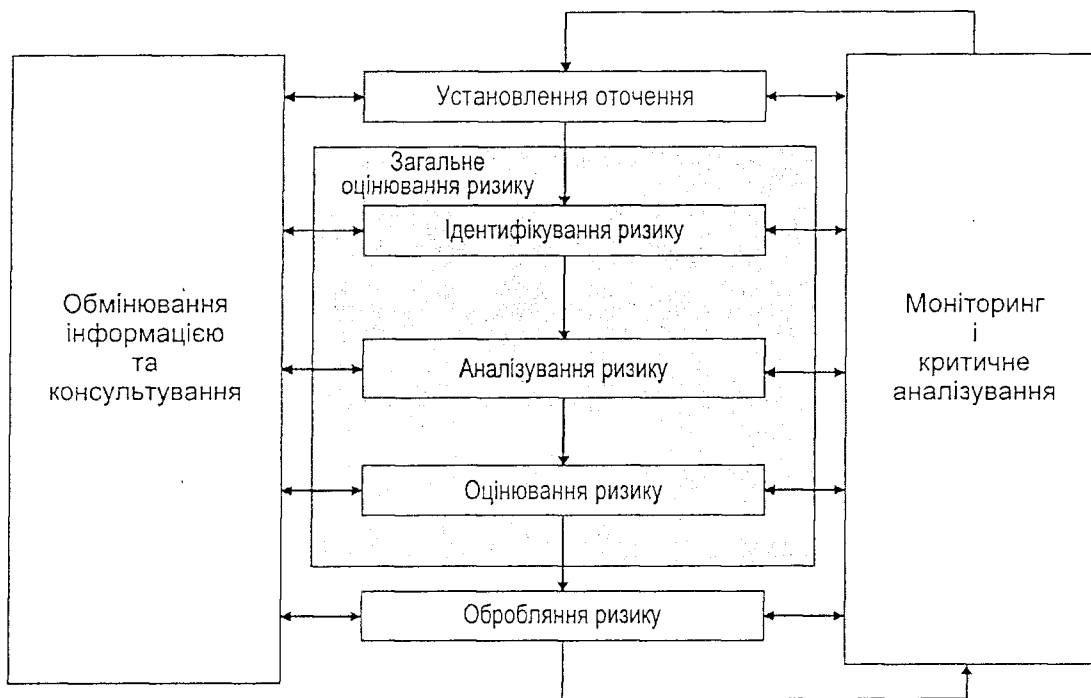 Установлення оточення
Загальне
оцінювання ризику
Ідентифікування ризику
Обмінювання
інформацією
та
консультування
Аналізування ризику
Моніторинг
і
критичне
аналізування
Оцінювання ризику
Обробляння ризику